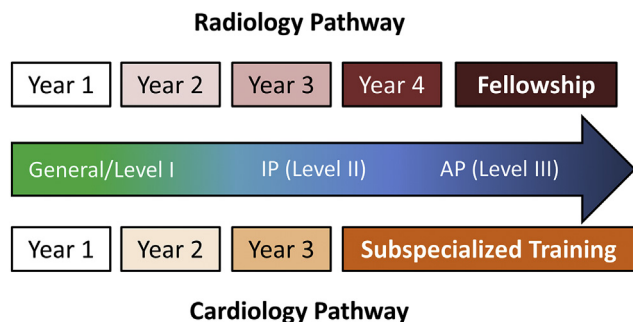 Radiology Pathway
Year 1 Year 2 Year 3 Year 4 Fellowship
General/Level I IP (Level II) AP (Level III)
Year 1 Year 2 Year 3 Subspecialized Training
Cardiology Pathway